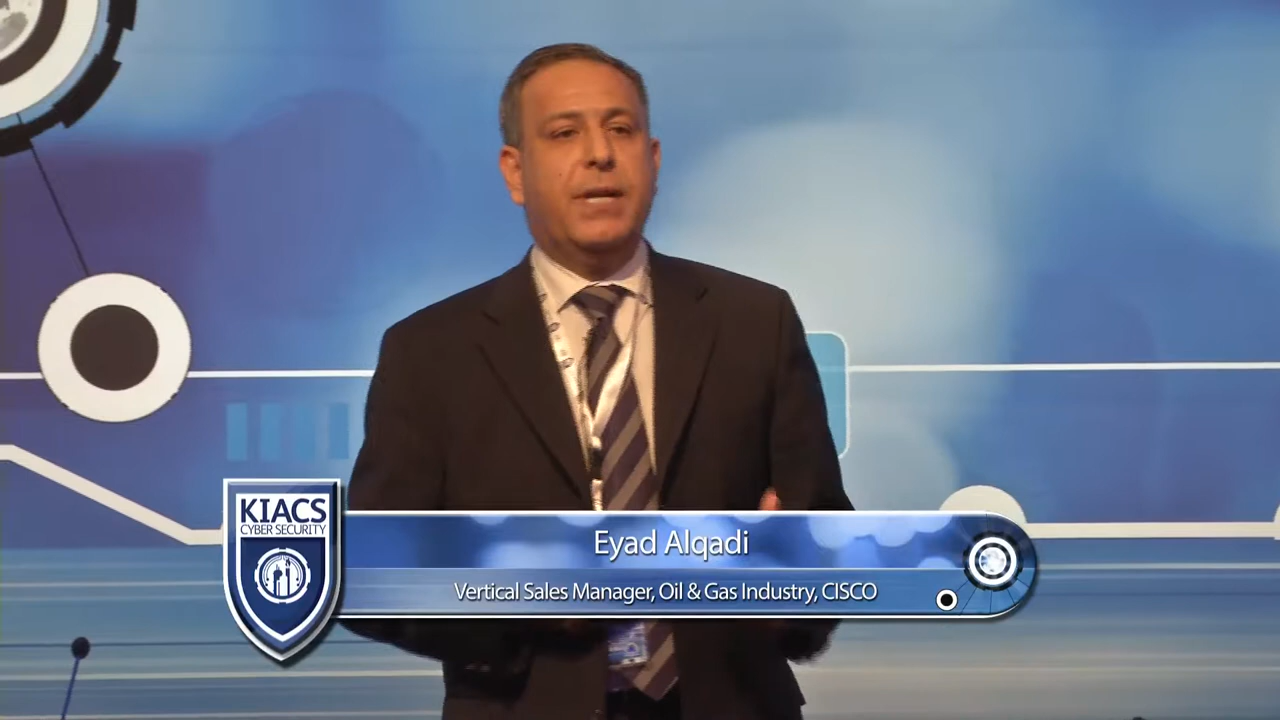 KIACS
CYBER SECURITY
Eyad Alqadi
Vertical Sales Manager, Oil & Gas Industry, CISCO